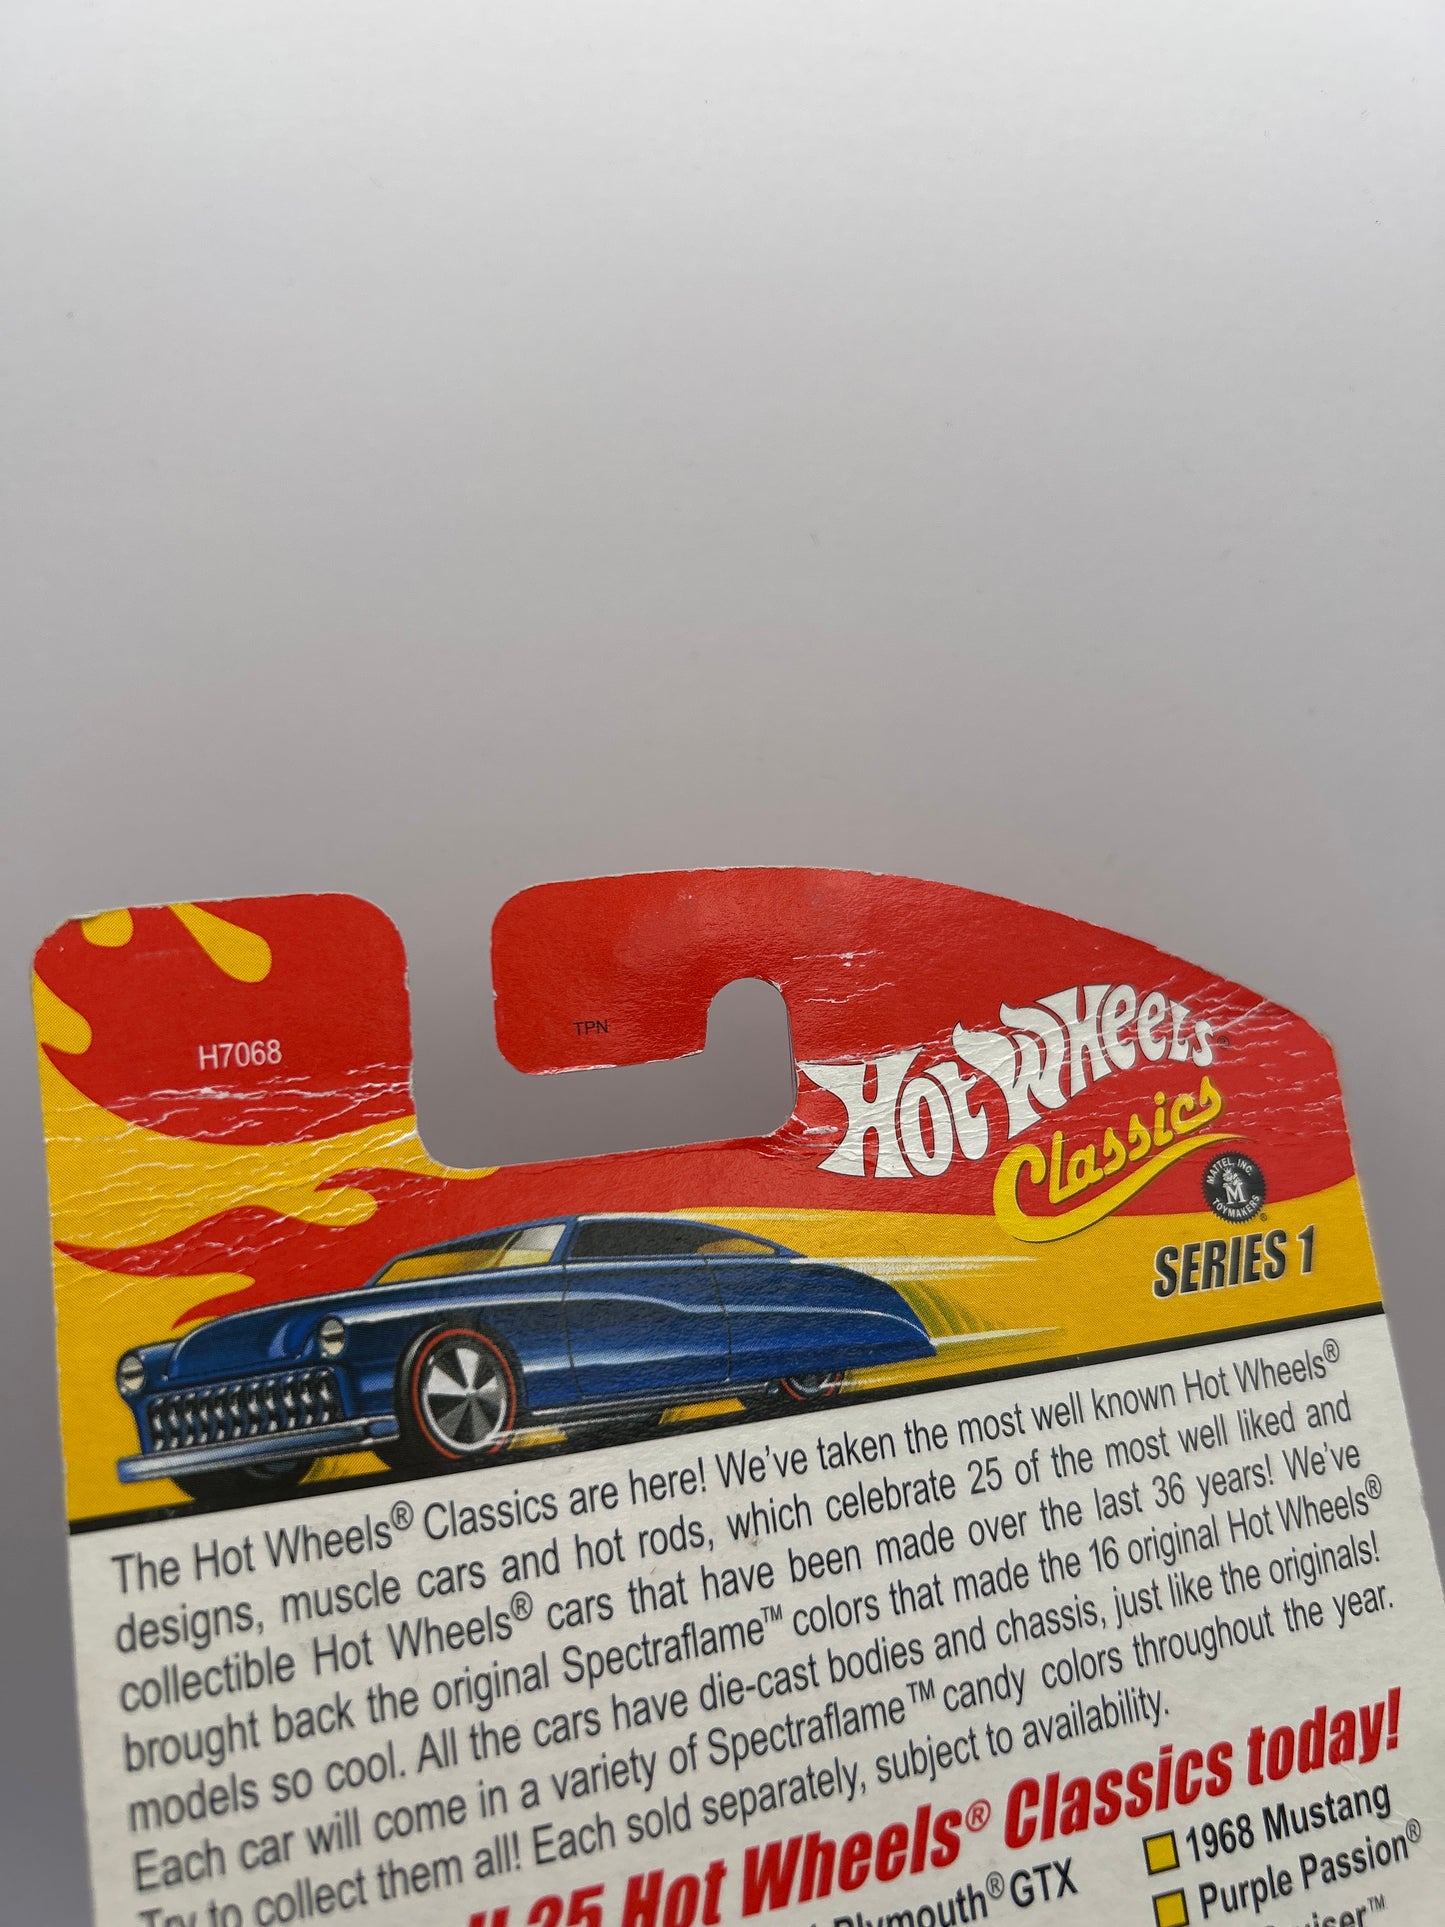 H7068
TPN
Hot Wheels®
Classics
MATTEL, INC.
M
TOYMAKERS ®
SERIES 1
The Hot Wheels® Classics are here! We've taken the most well known Hot Wheels®
designs, muscle cars and hot rods, which celebrate 25 of the most well liked and
collectible Hot Wheels® cars that have been made over the last 36 years! We've
brought back the original Spectraflame™ colors that made the 16 original Hot Wheels®
models so cool. All the cars have die-cast bodies and chassis, just like the originals!
Each car will come in a variety of Spectraflame™ candy colors throughout the year.
Try to collect them all! Each sold separately, subject to availability.
25 Hot Wheels® Classics today!
Plymouth® GTX
1968 Mustang
Purple Passion®